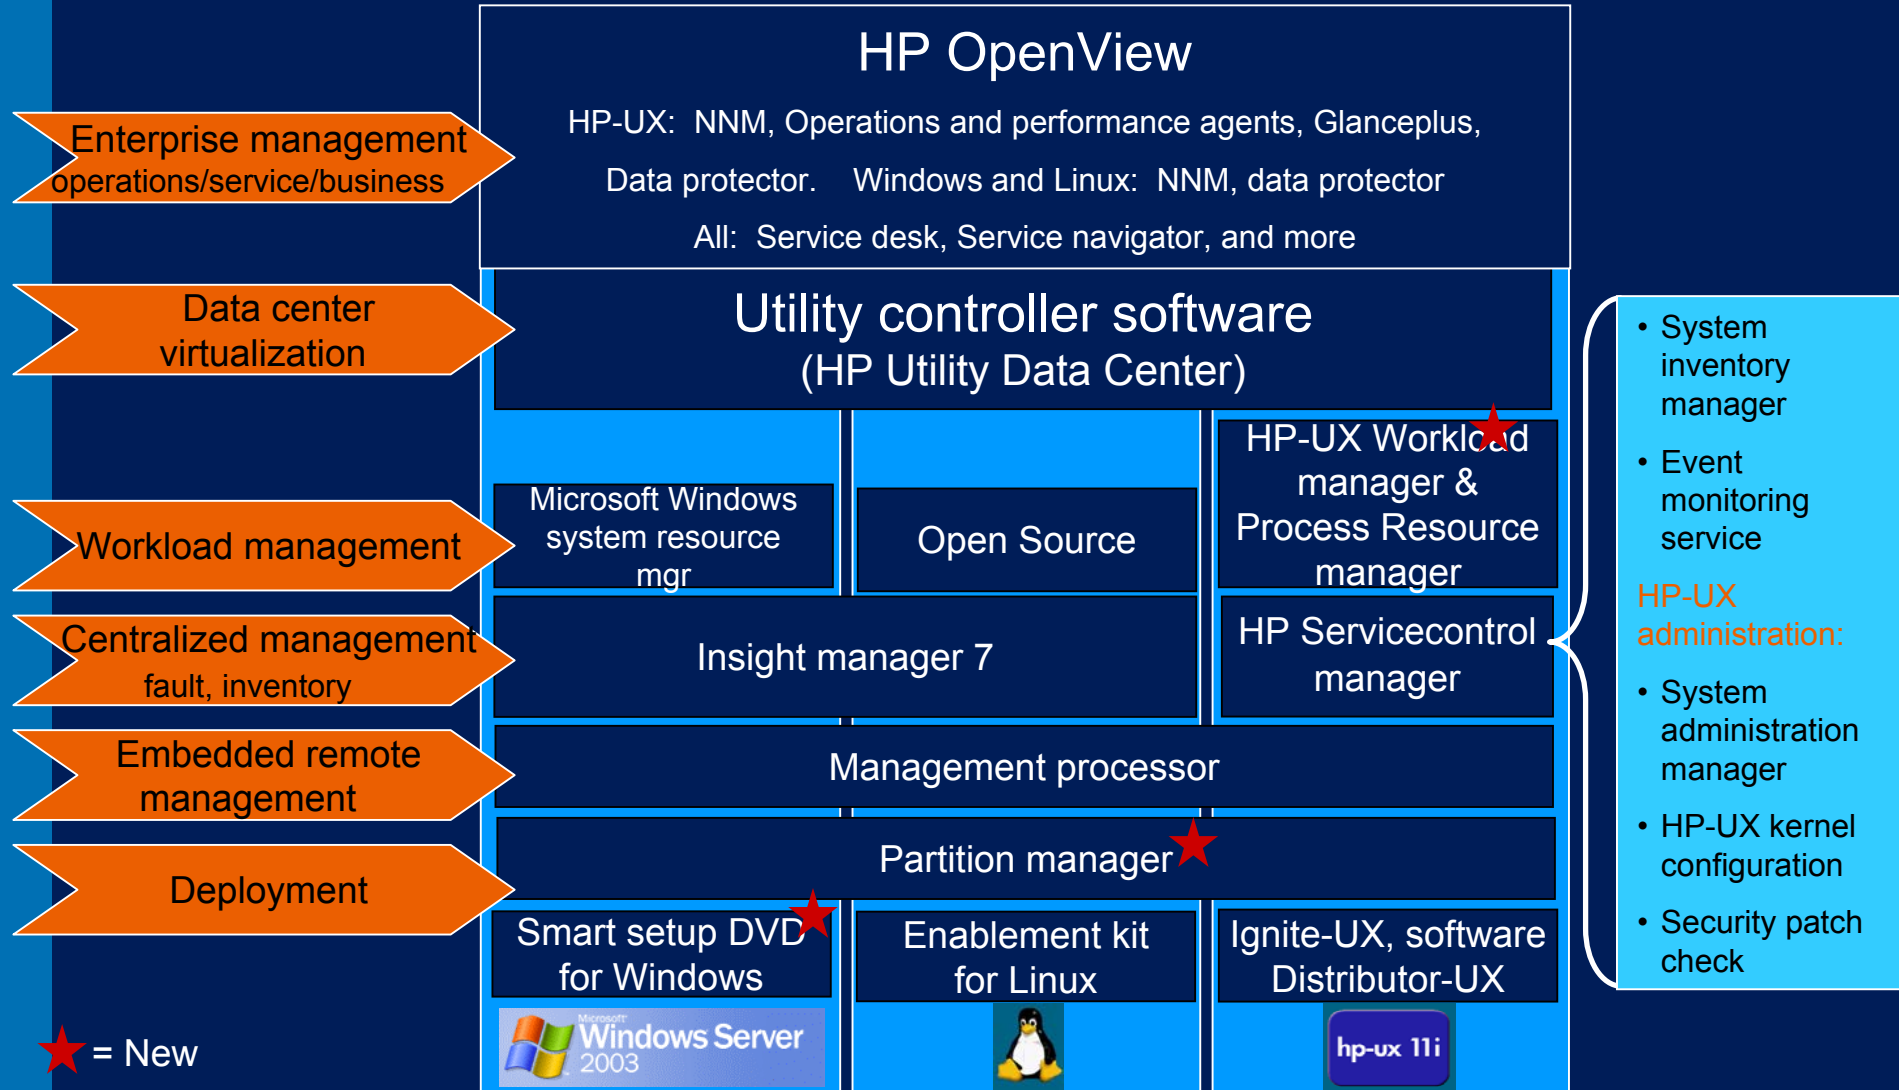 HP OpenView
HP-UX: NNM, Operations and performance agents, Glanceplus,
Data protector. Windows and Linux: NNM, data protector
All: Service desk, Service navigator, and more
Enterprise management
operations/service/business
Data center
virtualization
Utility controller software
(HP Utility Data Center)
Workload management
Microsoft Windows
system resource
mgr
Open Source
HP-UX Workload
manager &
Process Resource
manager
Centralized management
fault, inventory
Insight manager 7
HP Servicecontrol
manager
Embedded remote
management
Management processor
Deployment
Partition manager
Smart setup DVD
for Windows
Enablement kit
for Linux
Ignite-UX, software
Distributor-UX
Microsoft
Windows Server
2003
hp-ux 11i
• System
inventory
manager
• Event
monitoring
service
HP-UX
administration:
• System
administration
manager
• HP-UX kernel
configuration
• Security patch
check
= New